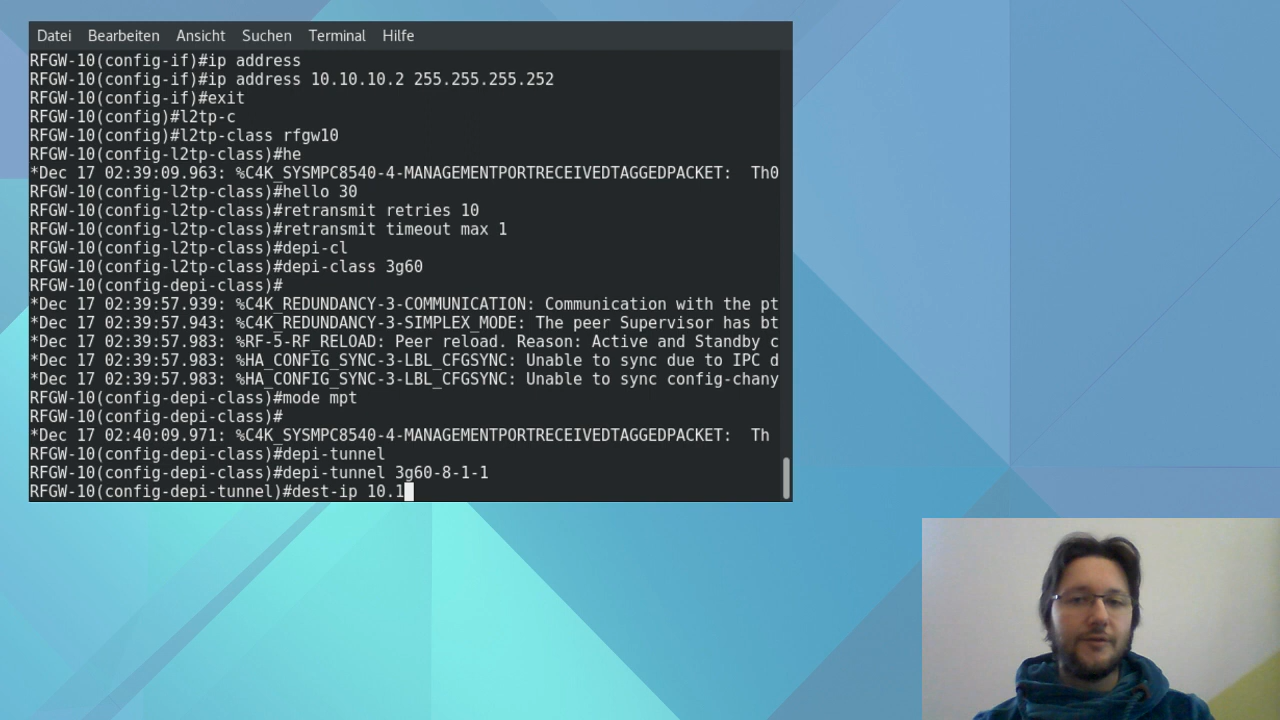 Datei Bearbeiten Ansicht Suchen Terminal Hilfe
RFGW-10(config-if)#ip address
RFGW-10(config-if)#ip address 10.10.10.2 255.255.255.252
RFGW-10(config-if)#exit
RFGW-10(config)#l2tp-c
RFGW-10(config)#l2tp-class rfgw10
RFGW-10(config-l2tp-class)#he
*Dec 17 02:39:09.963: %C4K_SYSMPC8540-4-MANAGEMENTPORTRECEIVEDTAGGEDPACKET:  Th0
RFGW-10(config-l2tp-class)#hello 30
RFGW-10(config-l2tp-class)#retransmit retries 10
RFGW-10(config-l2tp-class)#retransmit timeout max 1
RFGW-10(config-l2tp-class)#depi-cl
RFGW-10(config-l2tp-class)#depi-class 3g60
RFGW-10(config-depi-class)#
*Dec 17 02:39:57.939: %C4K_REDUNDANCY-3-COMMUNICATION: Communication with the pt
*Dec 17 02:39:57.943: %C4K_REDUNDANCY-3-SIMPLEX_MODE: The peer Supervisor has bt
*Dec 17 02:39:57.983: %RF-5-RF_RELOAD: Peer reload. Reason: Active and Standby c
*Dec 17 02:39:57.983: %HA_CONFIG_SYNC-3-LBL_CFGSYNC: Unable to sync due to IPC d
*Dec 17 02:39:57.983: %HA_CONFIG_SYNC-3-LBL_CFGSYNC: Unable to sync config-chany
RFGW-10(config-depi-class)#mode mpt
RFGW-10(config-depi-class)#
*Dec 17 02:40:09.971: %C4K_SYSMPC8540-4-MANAGEMENTPORTRECEIVEDTAGGEDPACKET:  Th
RFGW-10(config-depi-class)#depi-tunnel
RFGW-10(config-depi-class)#depi-tunnel 3g60-8-1-1
RFGW-10(config-depi-tunnel)#dest-ip 10.1